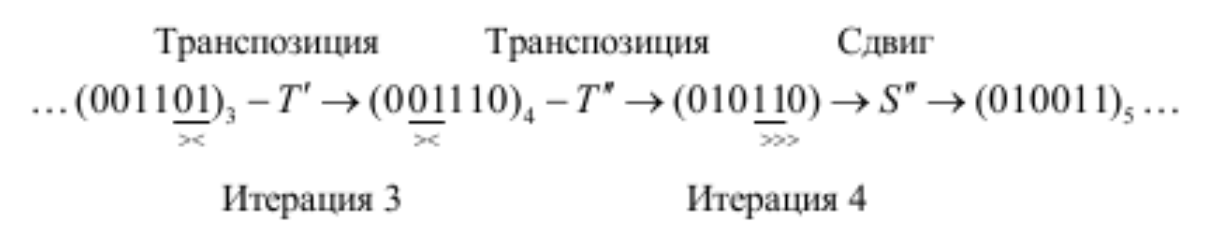 Транспозиция Транспозиция Сдвиг
…(001101)₃ – T′ → (001110)₄ – T″ → (010110) → S″ → (010011)₅…
>< >< >>>
Итерация 3 Итерация 4